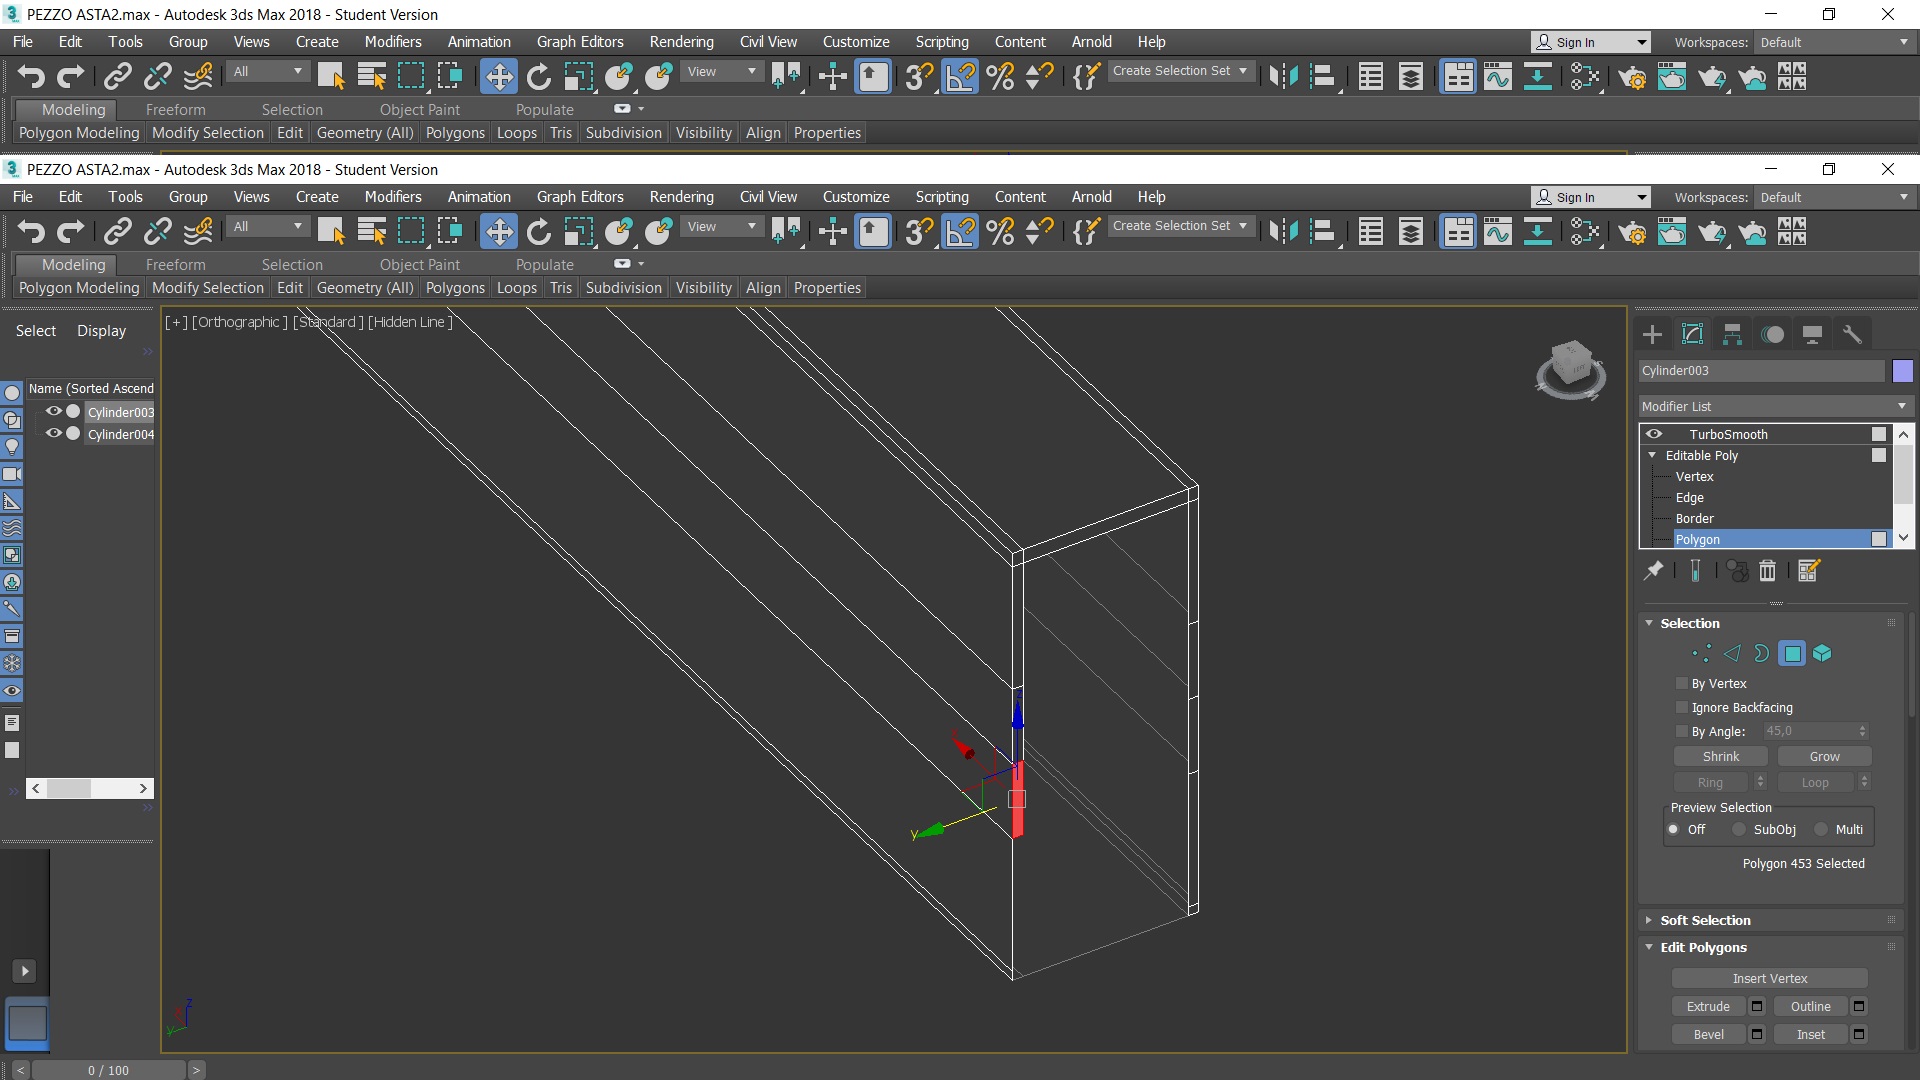 PEZZO ASTA2.max - Autodesk 3ds Max 2018 - Student Version
File Edit Tools Group Views Create Modifiers Animation Graph Editors Rendering Civil View Customize Scripting Content Arnold Help Sign In Workspaces: Default
All View Create Selection Set
Modeling Freeform Selection Object Paint Populate
Polygon Modeling Modify Selection Edit Geometry (All) Polygons Loops Tris Subdivision Visibility Align Properties
PEZZO ASTA2.max - Autodesk 3ds Max 2018 - Student Version
File Edit Tools Group Views Create Modifiers Animation Graph Editors Rendering Civil View Customize Scripting Content Arnold Help Sign In Workspaces: Default
All View Create Selection Set
Modeling Freeform Selection Object Paint Populate
Polygon Modeling Modify Selection Edit Geometry (All) Polygons Loops Tris Subdivision Visibility Align Properties
Select Display
Name (Sorted Ascend
Cylinder003
Cylinder004
[+] [Orthographic ] [Standard ] [Hidden Line ]
z
x
y
z
y
Cylinder003
Modifier List
TurboSmooth
Editable Poly
Vertex
Edge
Border
Polygon
Selection
By Vertex
Ignore Backfacing
By Angle: 45,0
Shrink Grow
Ring Loop
Preview Selection
Off SubObj Multi
Polygon 453 Selected
Soft Selection
Edit Polygons
Insert Vertex
Extrude Outline
Bevel Inset
< 0 / 100 >